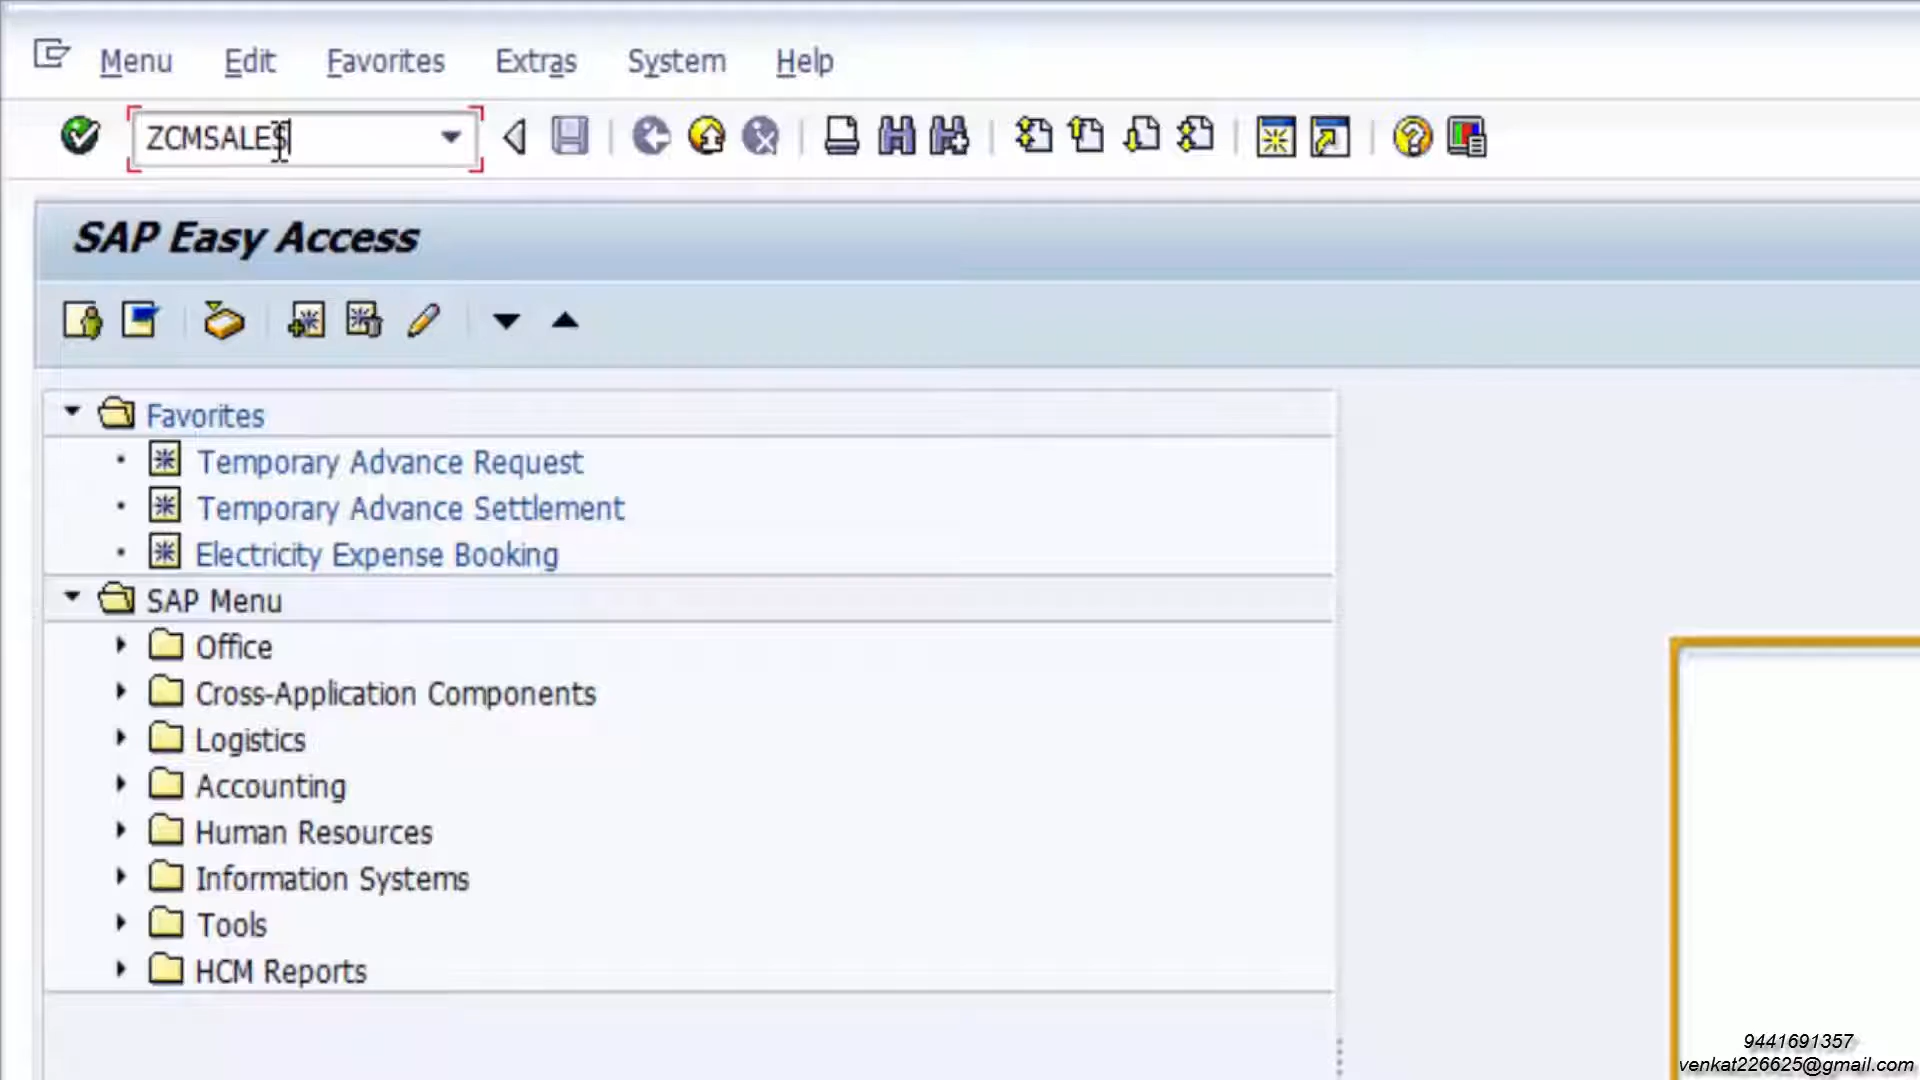 Menu Edit Favorites Extras System Help
ZCMSALES
SAP Easy Access
Favorites
Temporary Advance Request
Temporary Advance Settlement
Electricity Expense Booking
SAP Menu
Office
Cross-Application Components
Logistics
Accounting
Human Resources
Information Systems
Tools
HCM Reports
9441691357
venkat226625@gmail.com